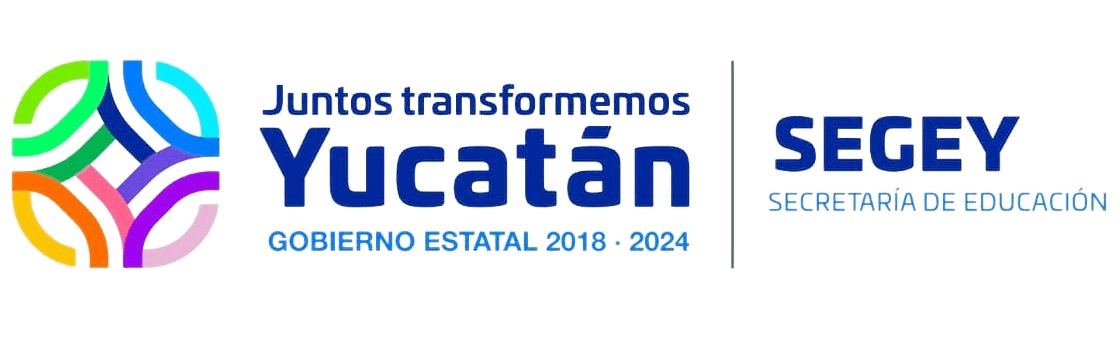 Juntos transformemos
Yucatán
GOBIERNO ESTATAL 2018 · 2024
SEGEY
SECRETARÍA DE EDUCACIÓN